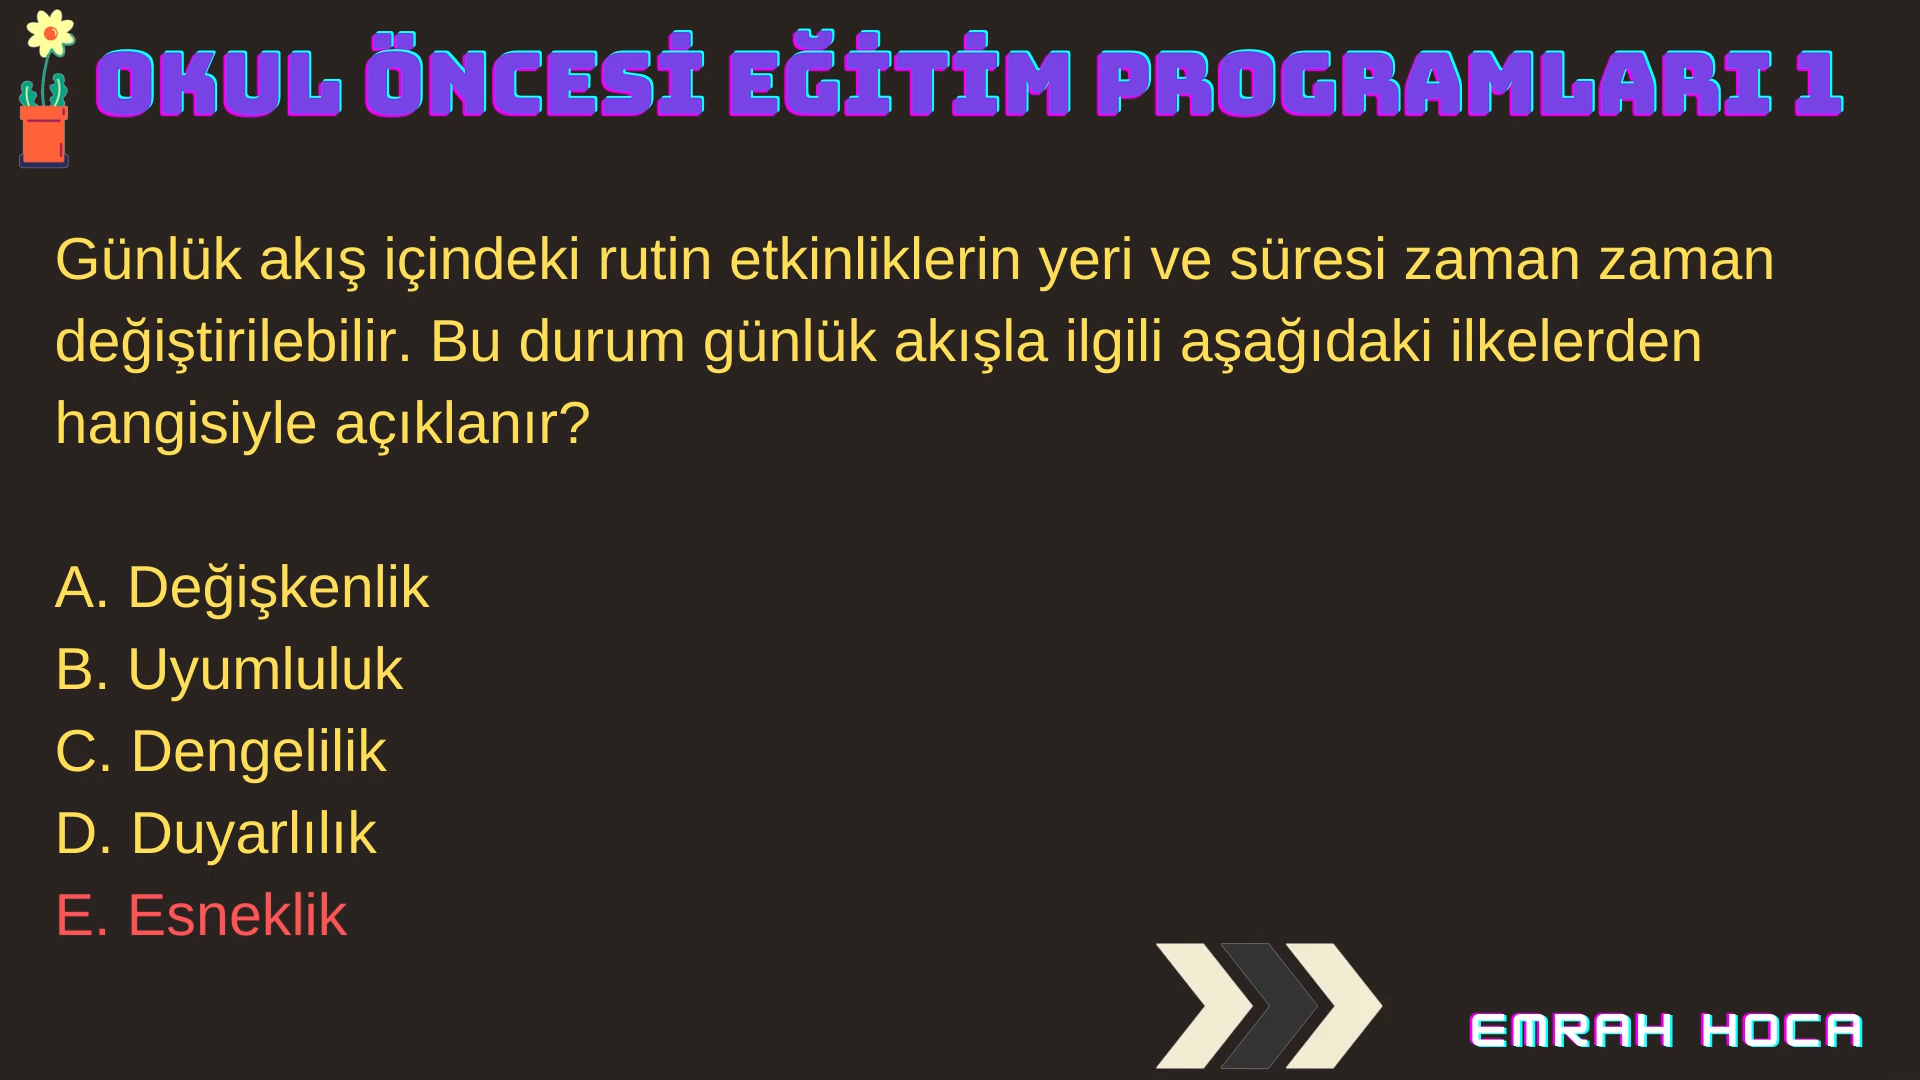 OKUL ÖNCESİ EĞİTİM PROGRAMLARI 1
Günlük akış içindeki rutin etkinliklerin yeri ve süresi zaman zaman
değiştirilebilir. Bu durum günlük akışla ilgili aşağıdaki ilkelerden
hangisiyle açıklanır?
A. Değişkenlik
B. Uyumluluk
C. Dengelilik
D. Duyarlılık
E. Esneklik
EMRAH HOCA